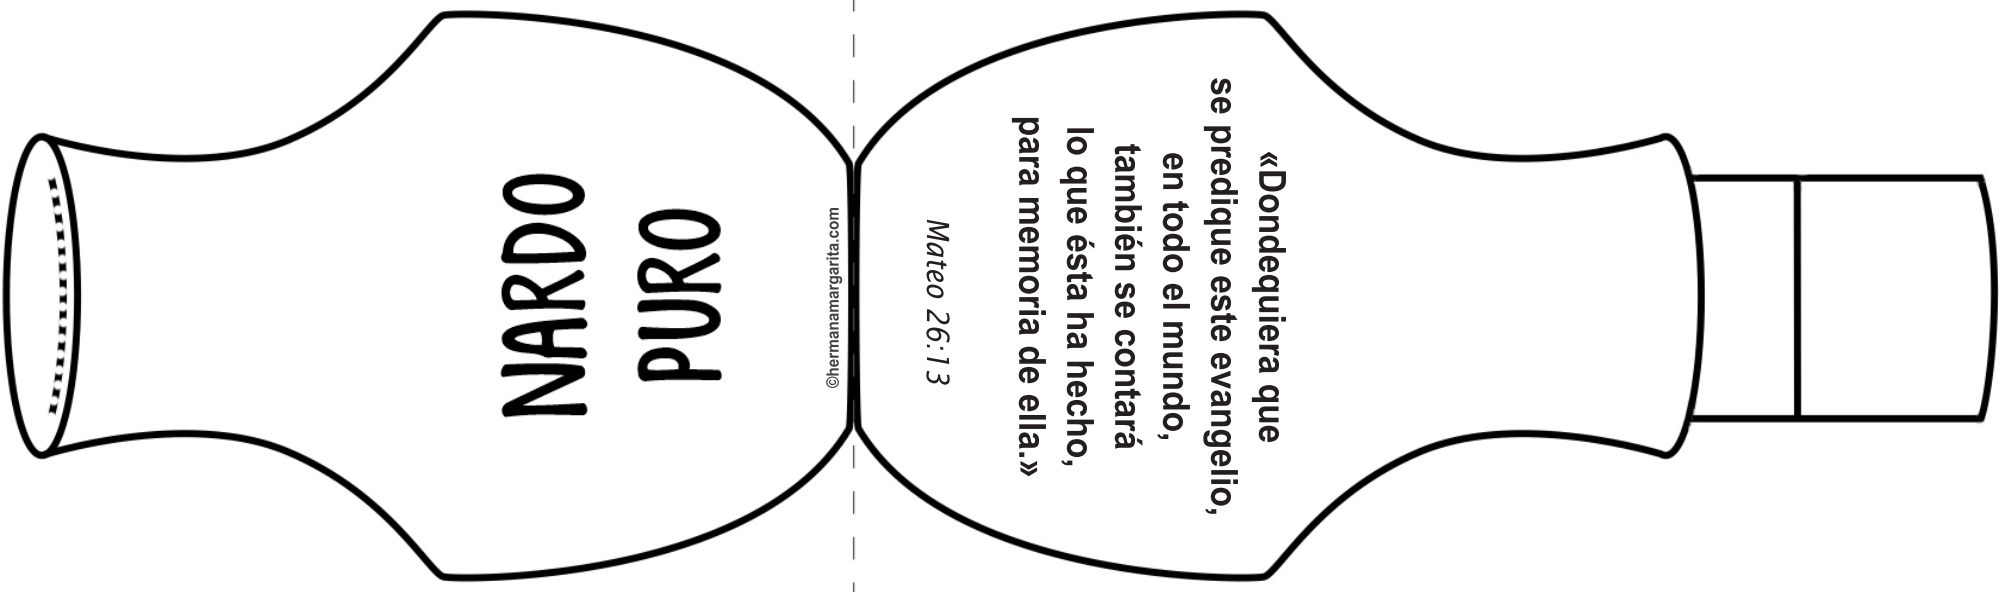 NARDO
PURO
©hermanamargarita.com
«Dondequiera que
se predique este evangelio,
en todo el mundo,
también se contará
lo que ésta ha hecho,
para memoria de ella.»
Mateo 26:13